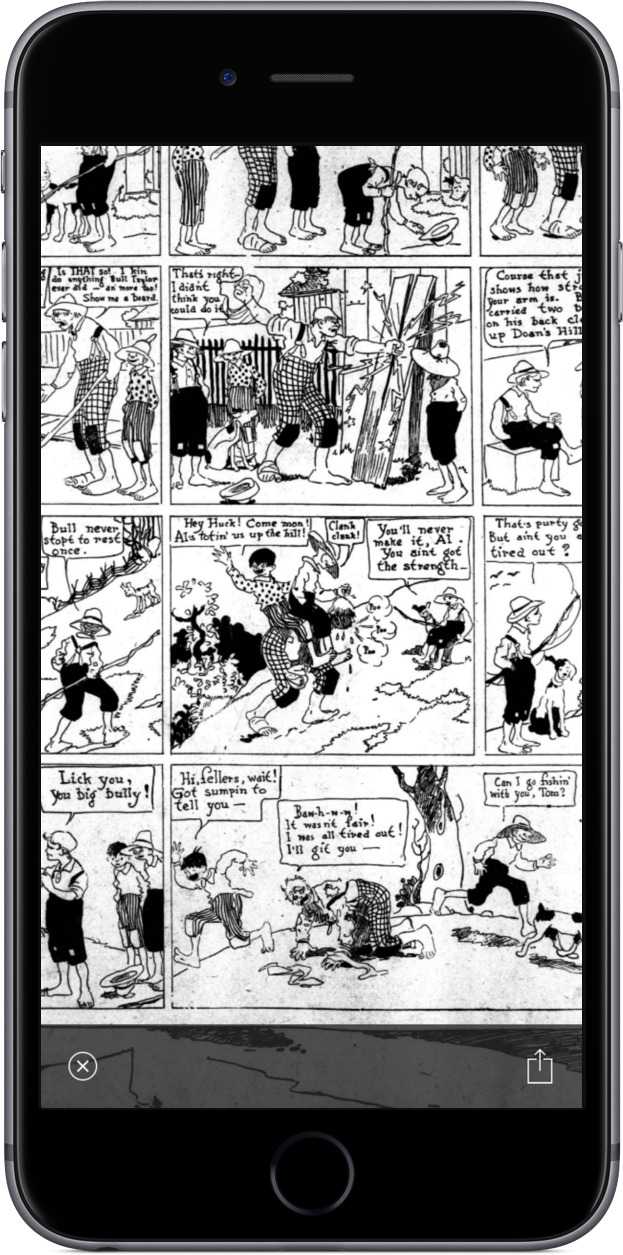 Is THAT so! I kin
do anything Bull Taylor
ever did — an' more too!
Show me a board.
That's right—
I didn't
think you
could do it
Course that
shows how
your arm is.
carried two
on his back
up Doan's Hill
Bull never
stopt to rest
once.
Hey Huck! Come mon!
Al's totin' us up the hill!
Clank
clank!
You'll never
make it, Al.
You aint got
the strength—
Poo
Poo
Poo
That's purty
But aint you
tired out?
Lick you,
you big bully!
Hi, fellers, wait!
Got sumpin to
tell you —
Baw-h-w-n!
It wasn't fair!
I was all tired out!
I'll git you —
Can I go fishin'
with you, Tom?